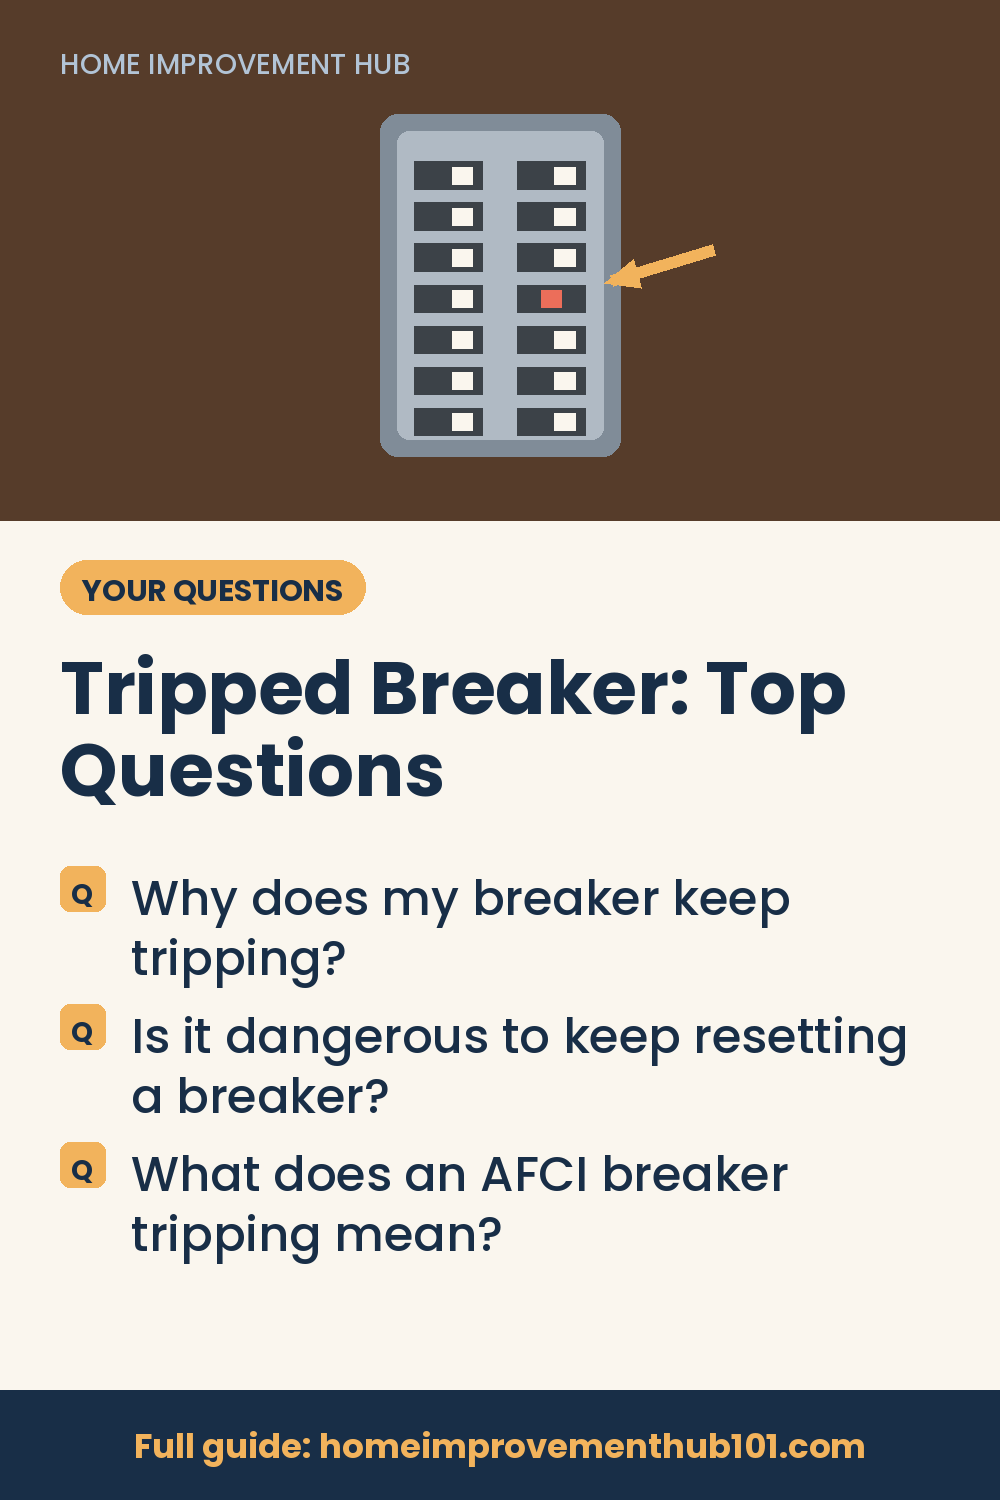 HOME IMPROVEMENT HUB
YOUR QUESTIONS
Tripped Breaker: Top
Questions
Q Why does my breaker keep
tripping?
Q Is it dangerous to keep resetting
a breaker?
Q What does an AFCI breaker
tripping mean?
Full guide: homeimprovementhub101.com